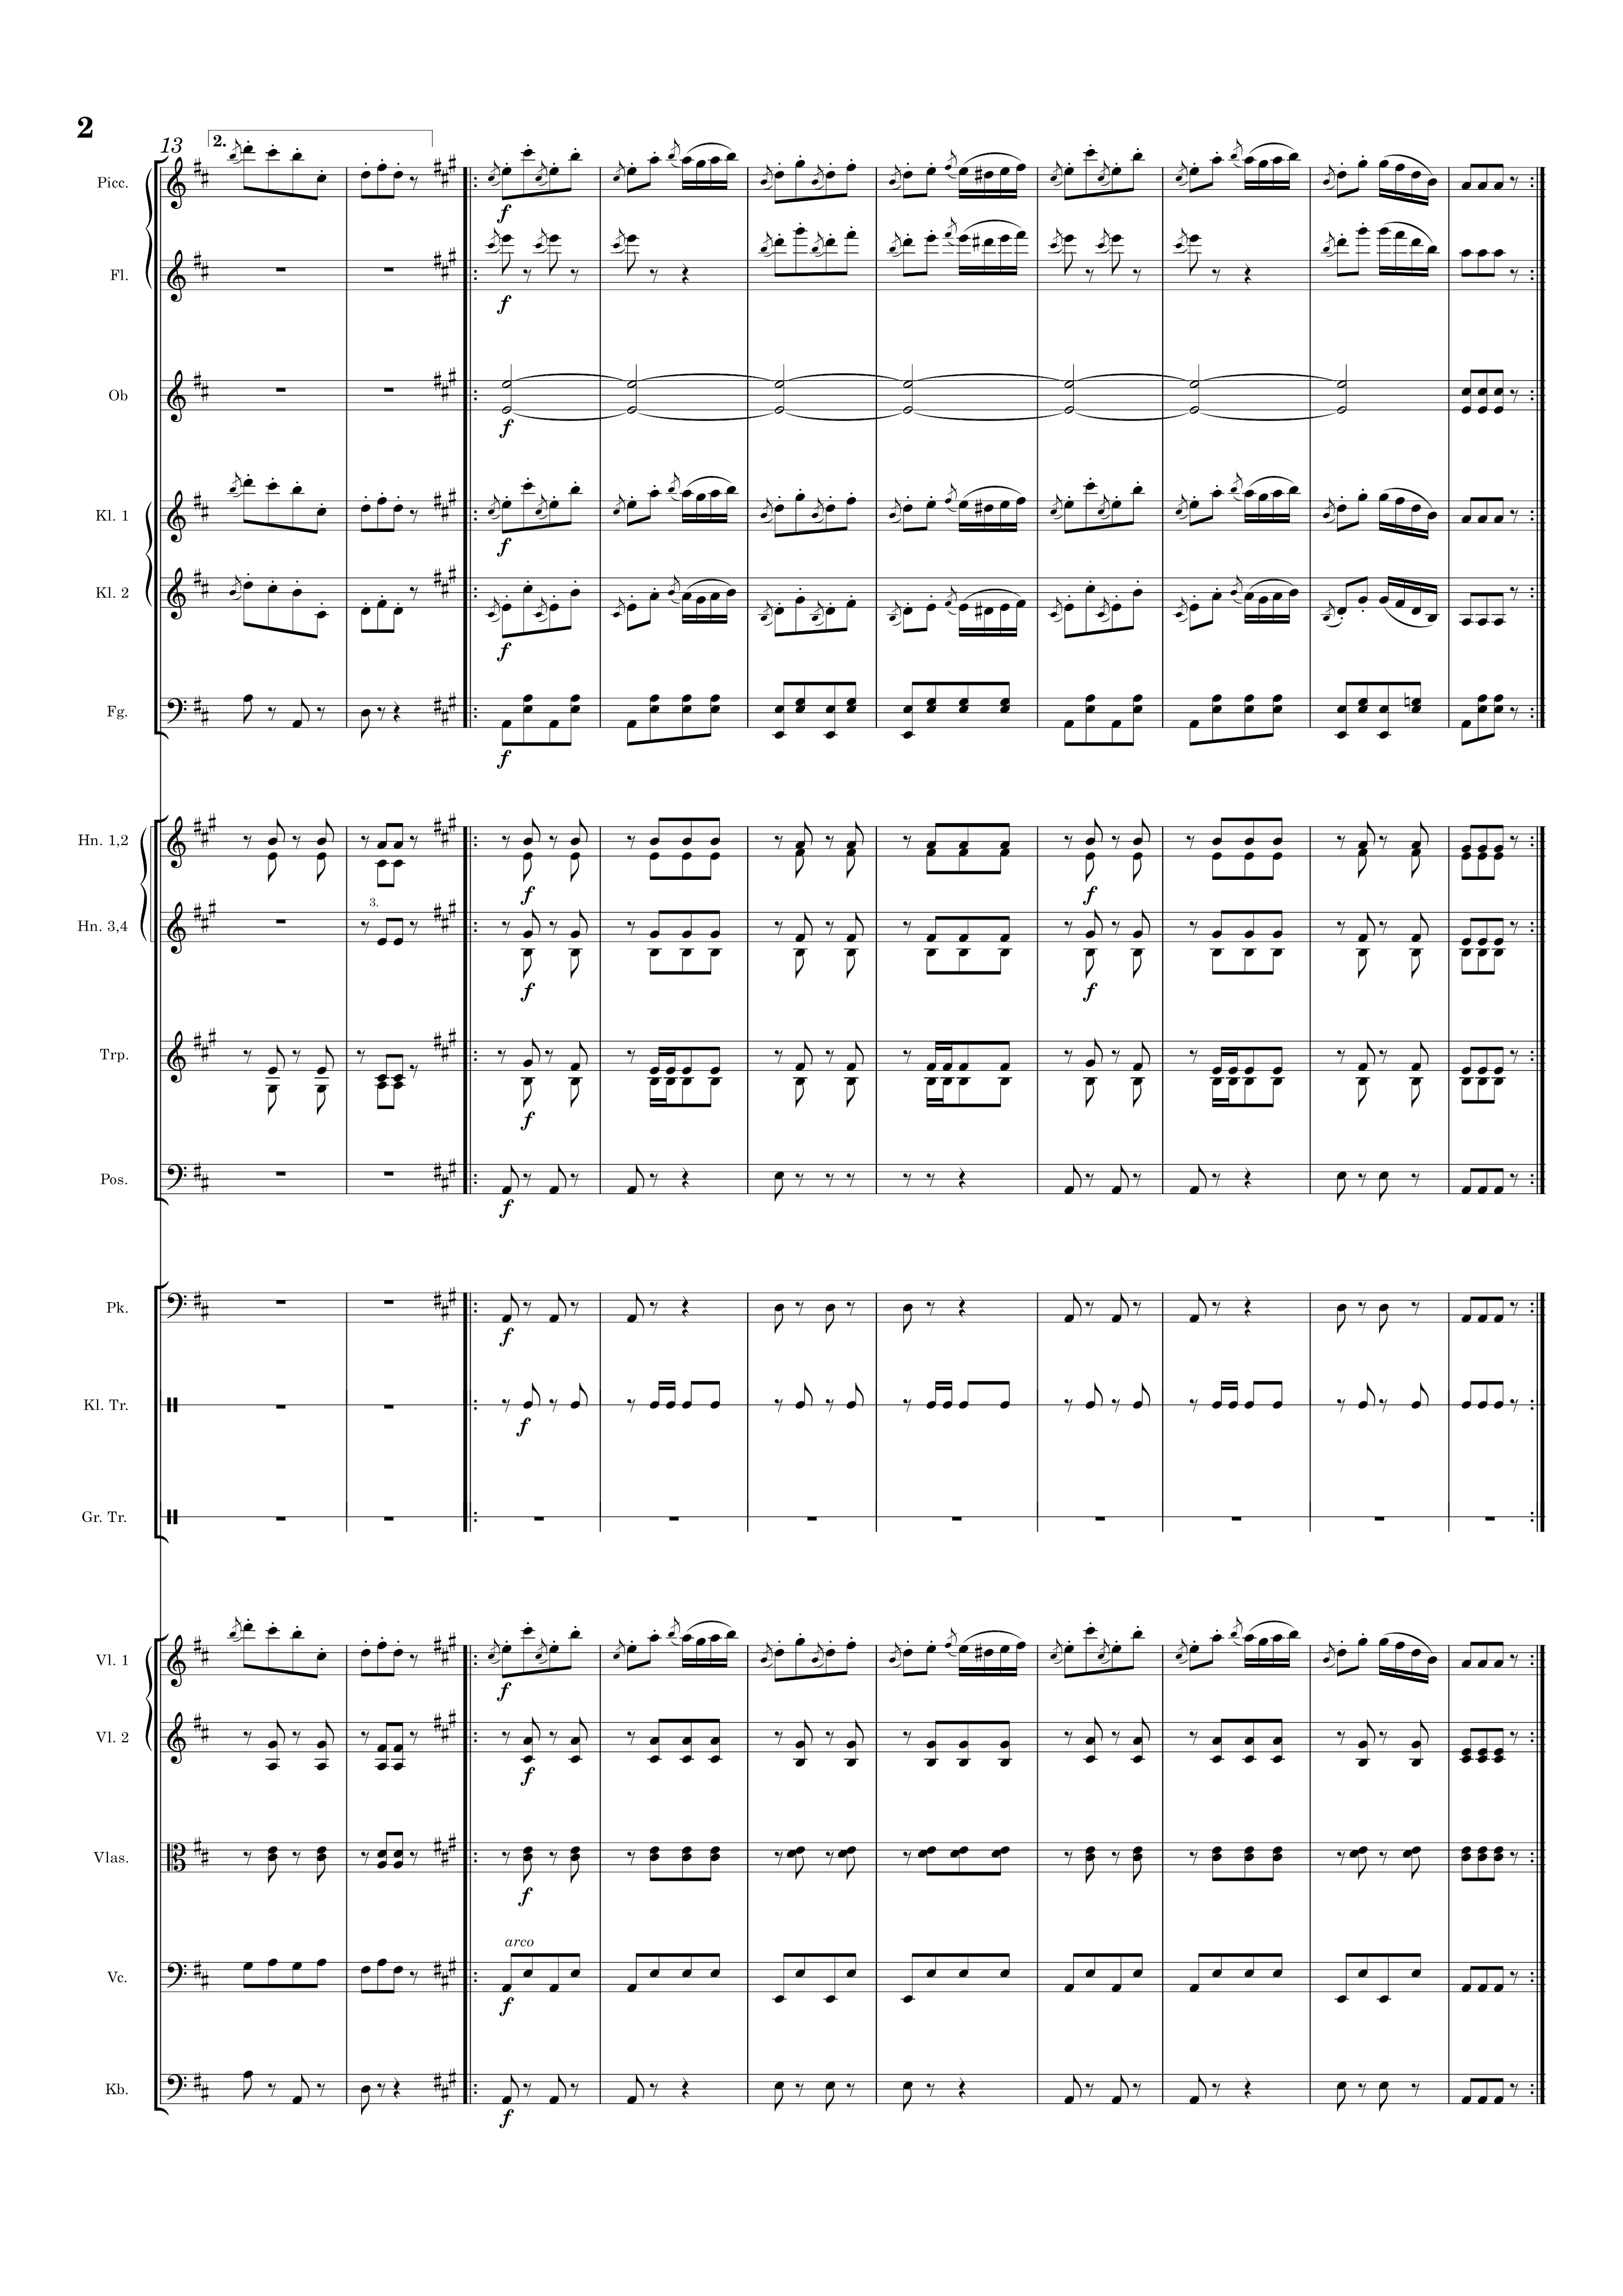 2
13
2.
Picc.
f
Fl.
f
Ob
f
Kl. 1
f
Kl. 2
f
Fg.
f
Hn. 1,2
f f
3.
Hn. 3,4
f f
Trp.
f
Pos.
f
Pk.
f
Kl. Tr.
f
Gr. Tr.
Vl. 1
f
Vl. 2
f
Vlas.
f
arco
Vc.
f
Kb.
f